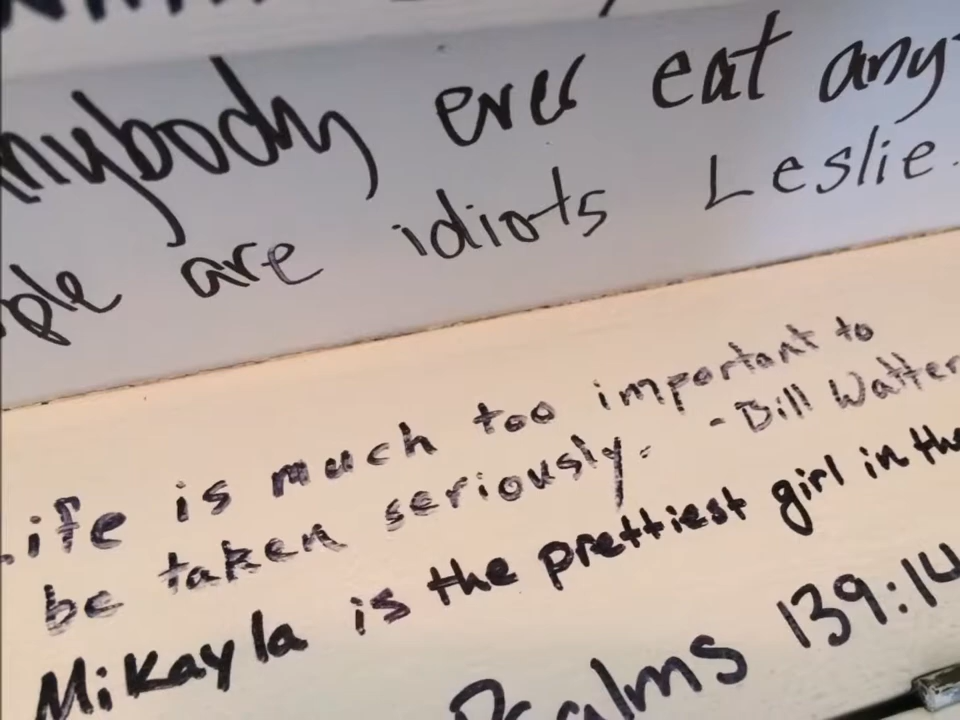 nybody ever eat any
ple are idiots Leslie.
Life is much too important to
be taken seriously. - Bill Watter
Mikayla is the prettiest girl in the
Psalms 139:14